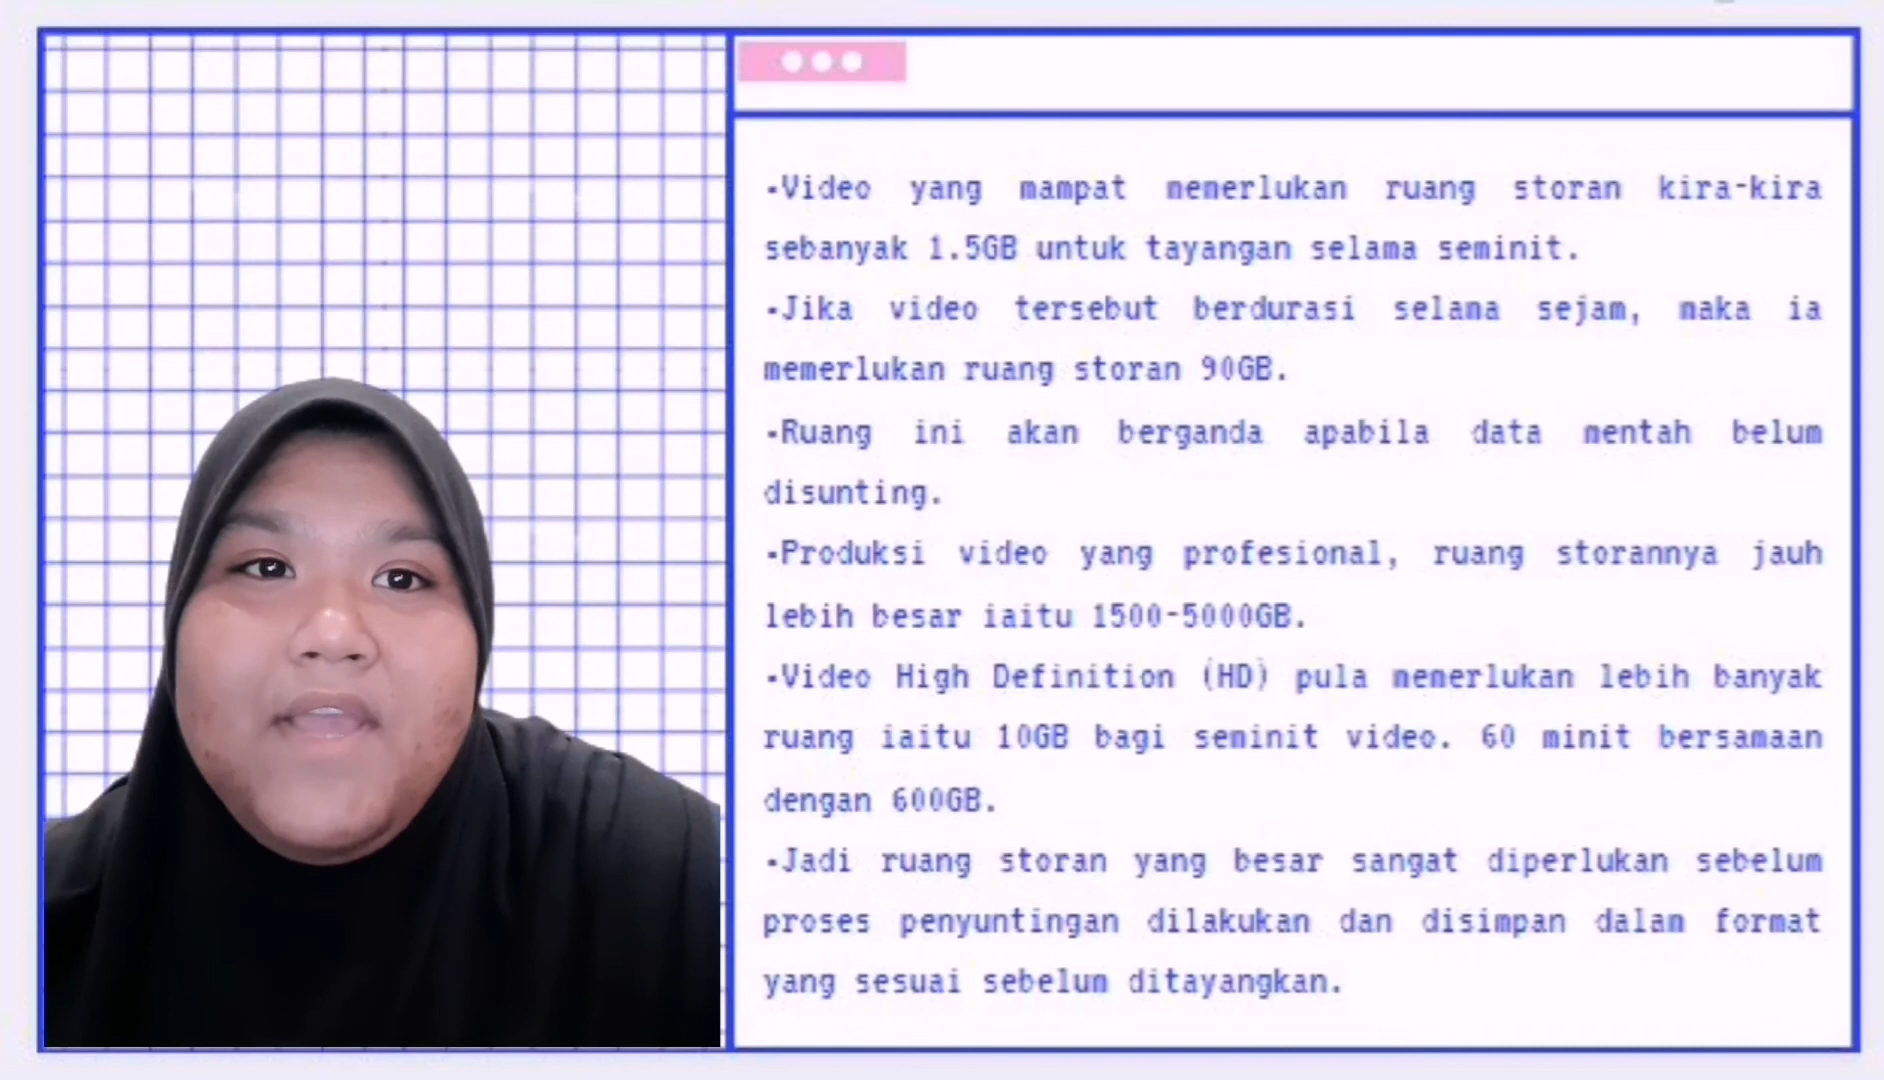 •Video yang mampat memerlukan ruang storan kira-kira
sebanyak 1.5GB untuk tayangan selama seminit.
•Jika video tersebut berdurasi selama sejam, maka ia
memerlukan ruang storan 90GB.
•Ruang ini akan berganda apabila data mentah belum
disunting.
•Produksi video yang profesional, ruang storannya jauh
lebih besar iaitu 1500-5000GB.
•Video High Definition (HD) pula memerlukan lebih banyak
ruang iaitu 10GB bagi seminit video. 60 minit bersamaan
dengan 600GB.
•Jadi ruang storan yang besar sangat diperlukan sebelum
proses penyuntingan dilakukan dan disimpan dalam format
yang sesuai sebelum ditayangkan.